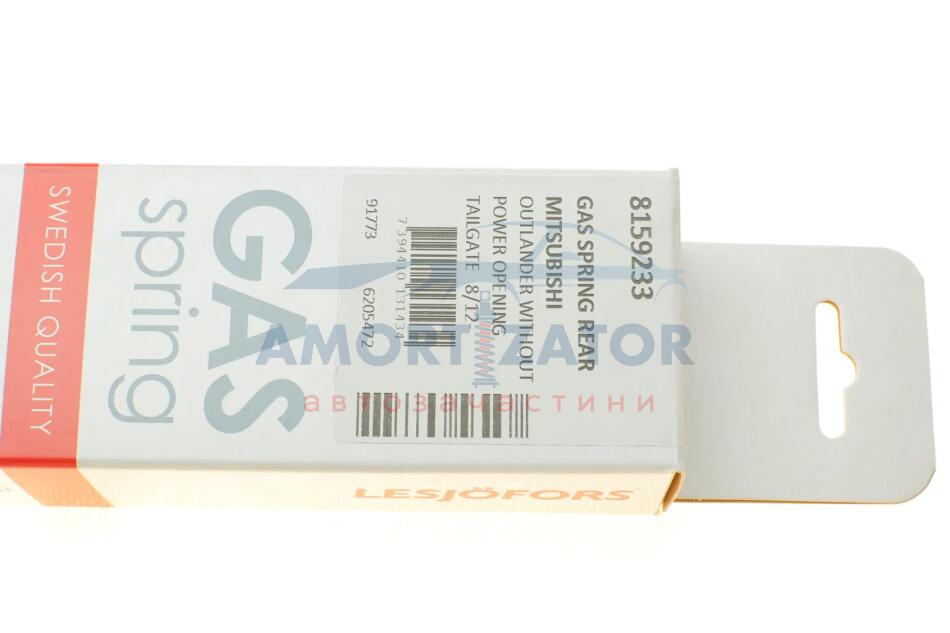 8159233
GAS SPRING REAR
MITSUBISHI
OUTLANDER WITHOUT
POWER OPENING
TAILGATE 8/12
7 394410 131434
91773 6205472
GAS
spring
SWEDISH QUALITY
LESJÖFORS
AMORTIZATOR
автозачастини